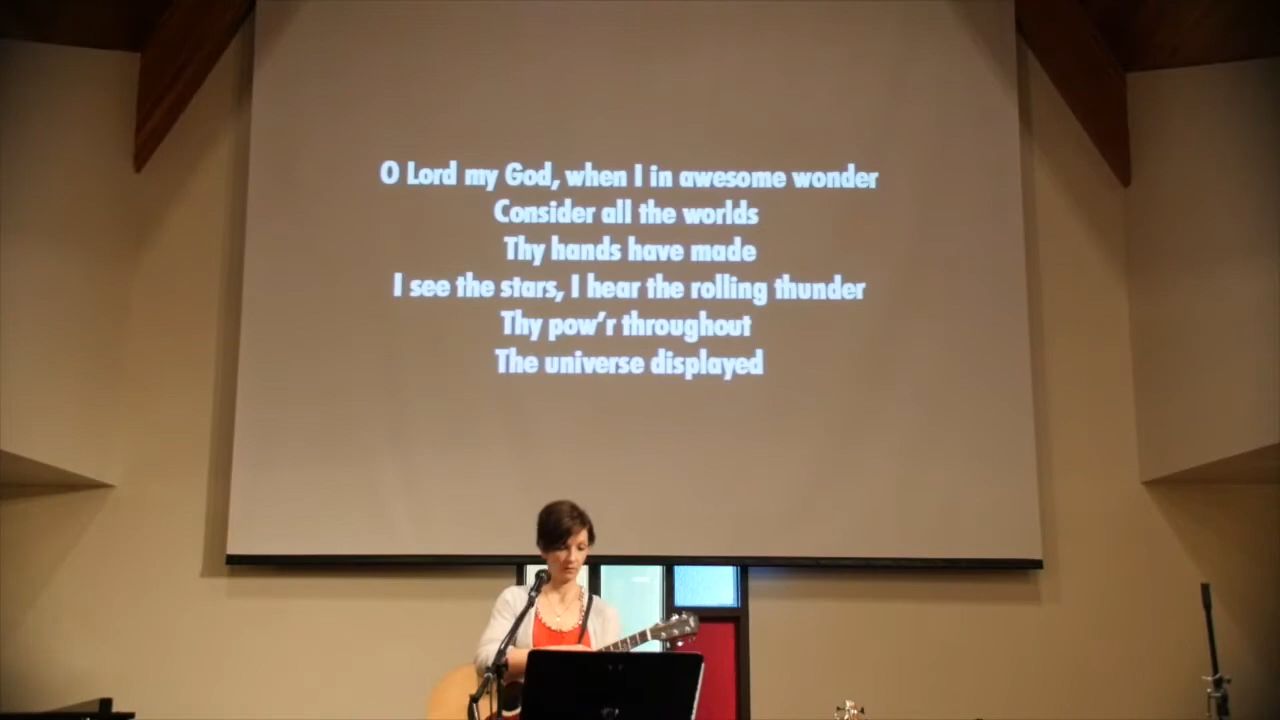 O Lord my God, when I in awesome wonder
Consider all the worlds
Thy hands have made
I see the stars, I hear the rolling thunder
Thy pow’r throughout
The universe displayed